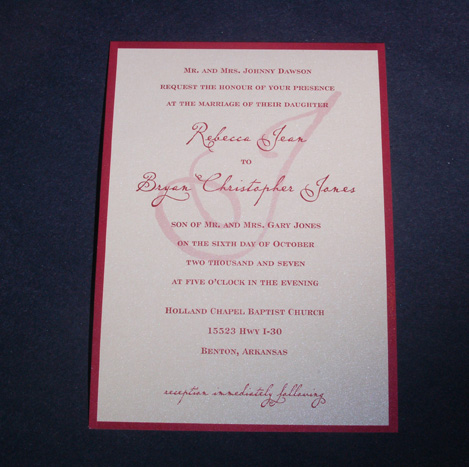 Mr. and Mrs. Johnny Dawson
request the honour of your presence
at the marriage of their daughter
Rebecca Jean
to
Bryan Christopher Jones
son of Mr. and Mrs. Gary Jones
on the sixth day of October
two thousand and seven
at five o'clock in the evening
Holland Chapel Baptist Church
15523 Hwy I-30
Benton, Arkansas
reception immediately following